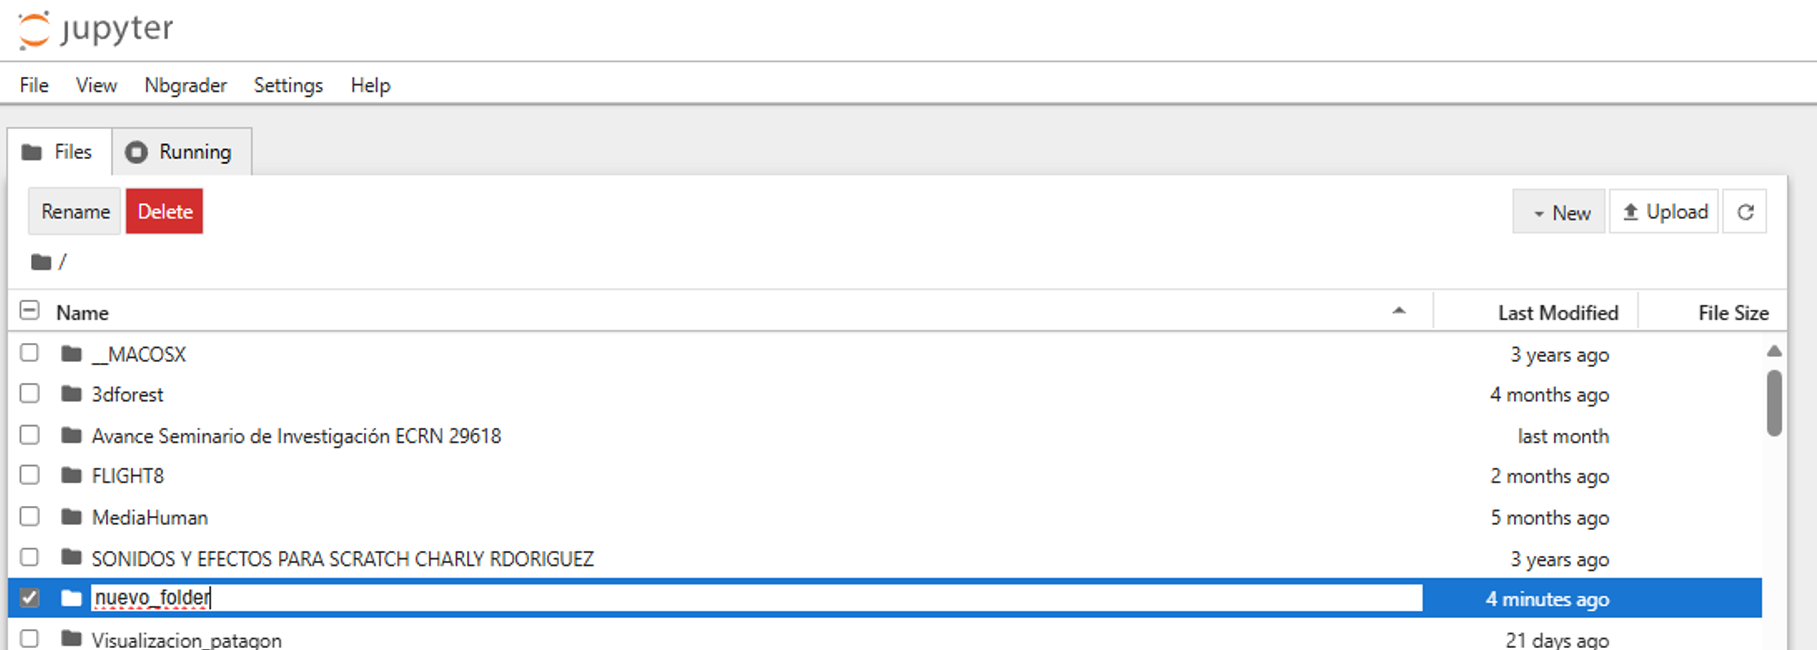 jupyter
File View Nbgrader Settings Help
Files Running
Rename Delete New Upload
/
Name Last Modified File Size
__MACOSX 3 years ago
3dforest 4 months ago
Avance Seminario de Investigación ECRN 29618 last month
FLIGHT8 2 months ago
MediaHuman 5 months ago
SONIDOS Y EFECTOS PARA SCRATCH CHARLY RDORIGUEZ 3 years ago
nuevo_folder 4 minutes ago
Visualizacion_patagon 21 days ago